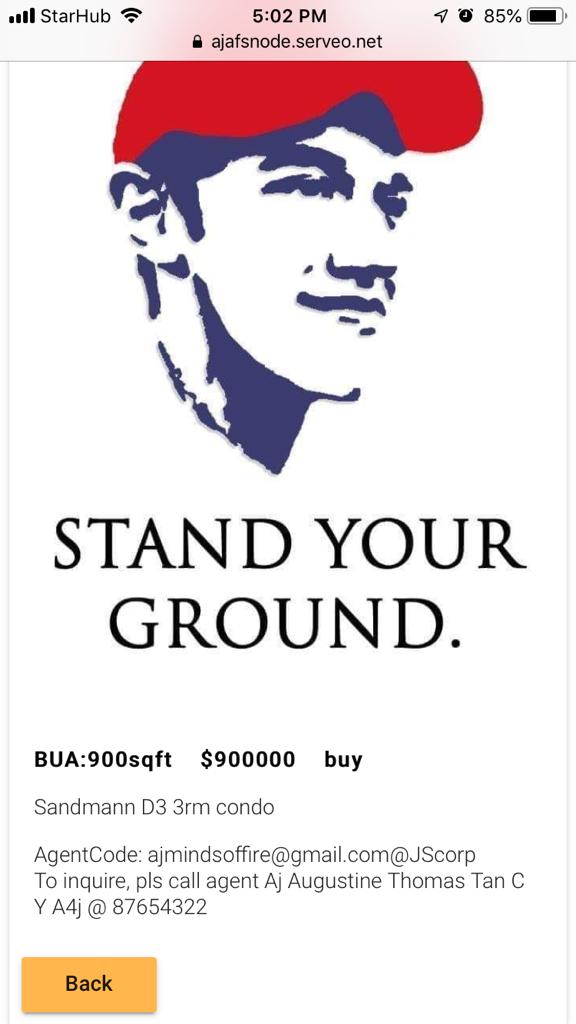 StarHub 5:02 PM 85%
ajafsnode.serveo.net
STAND YOUR
GROUND.
BUA:900sqft $900000 buy
Sandmann D3 3rm condo
AgentCode: ajmindsoffire@gmail.com@JScorp
To inquire, pls call agent Aj Augustine Thomas Tan C
Y A4j @ 87654322
Back